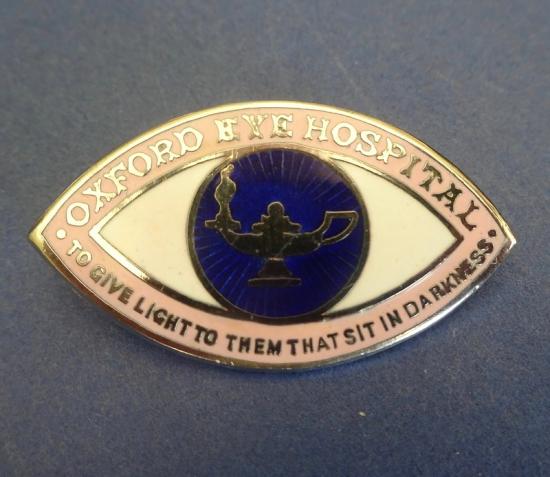 OXFORD EYE HOSPITAL
· TO GIVE LIGHT TO THEM THAT SIT IN DARKNESS ·